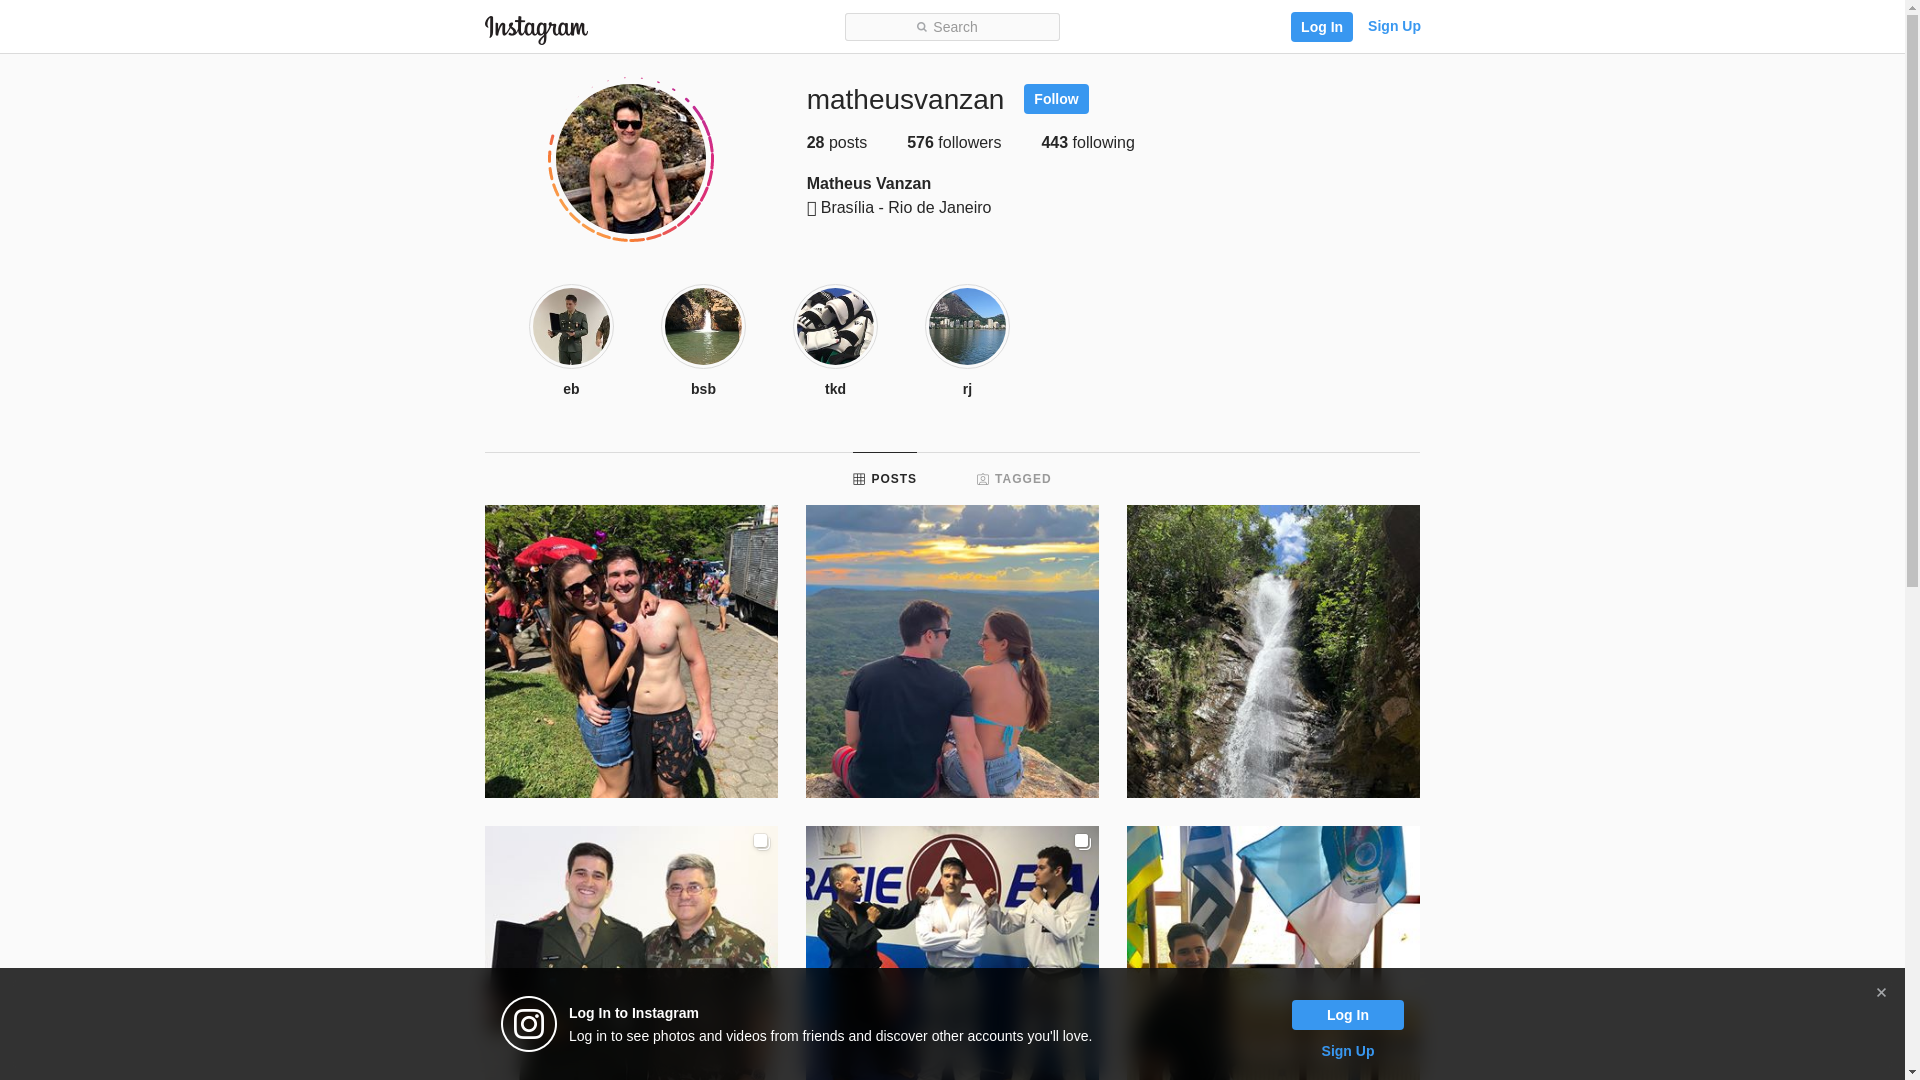 Instagram
Search
Log In
Sign Up
matheusvanzan
Follow
28 posts
576 followers
443 following
Matheus Vanzan
Brasília - Rio de Janeiro
eb
bsb
tkd
rj
POSTS
TAGGED
Log In to Instagram
Log in to see photos and videos from friends and discover other accounts you'll love.
Log In
Sign Up